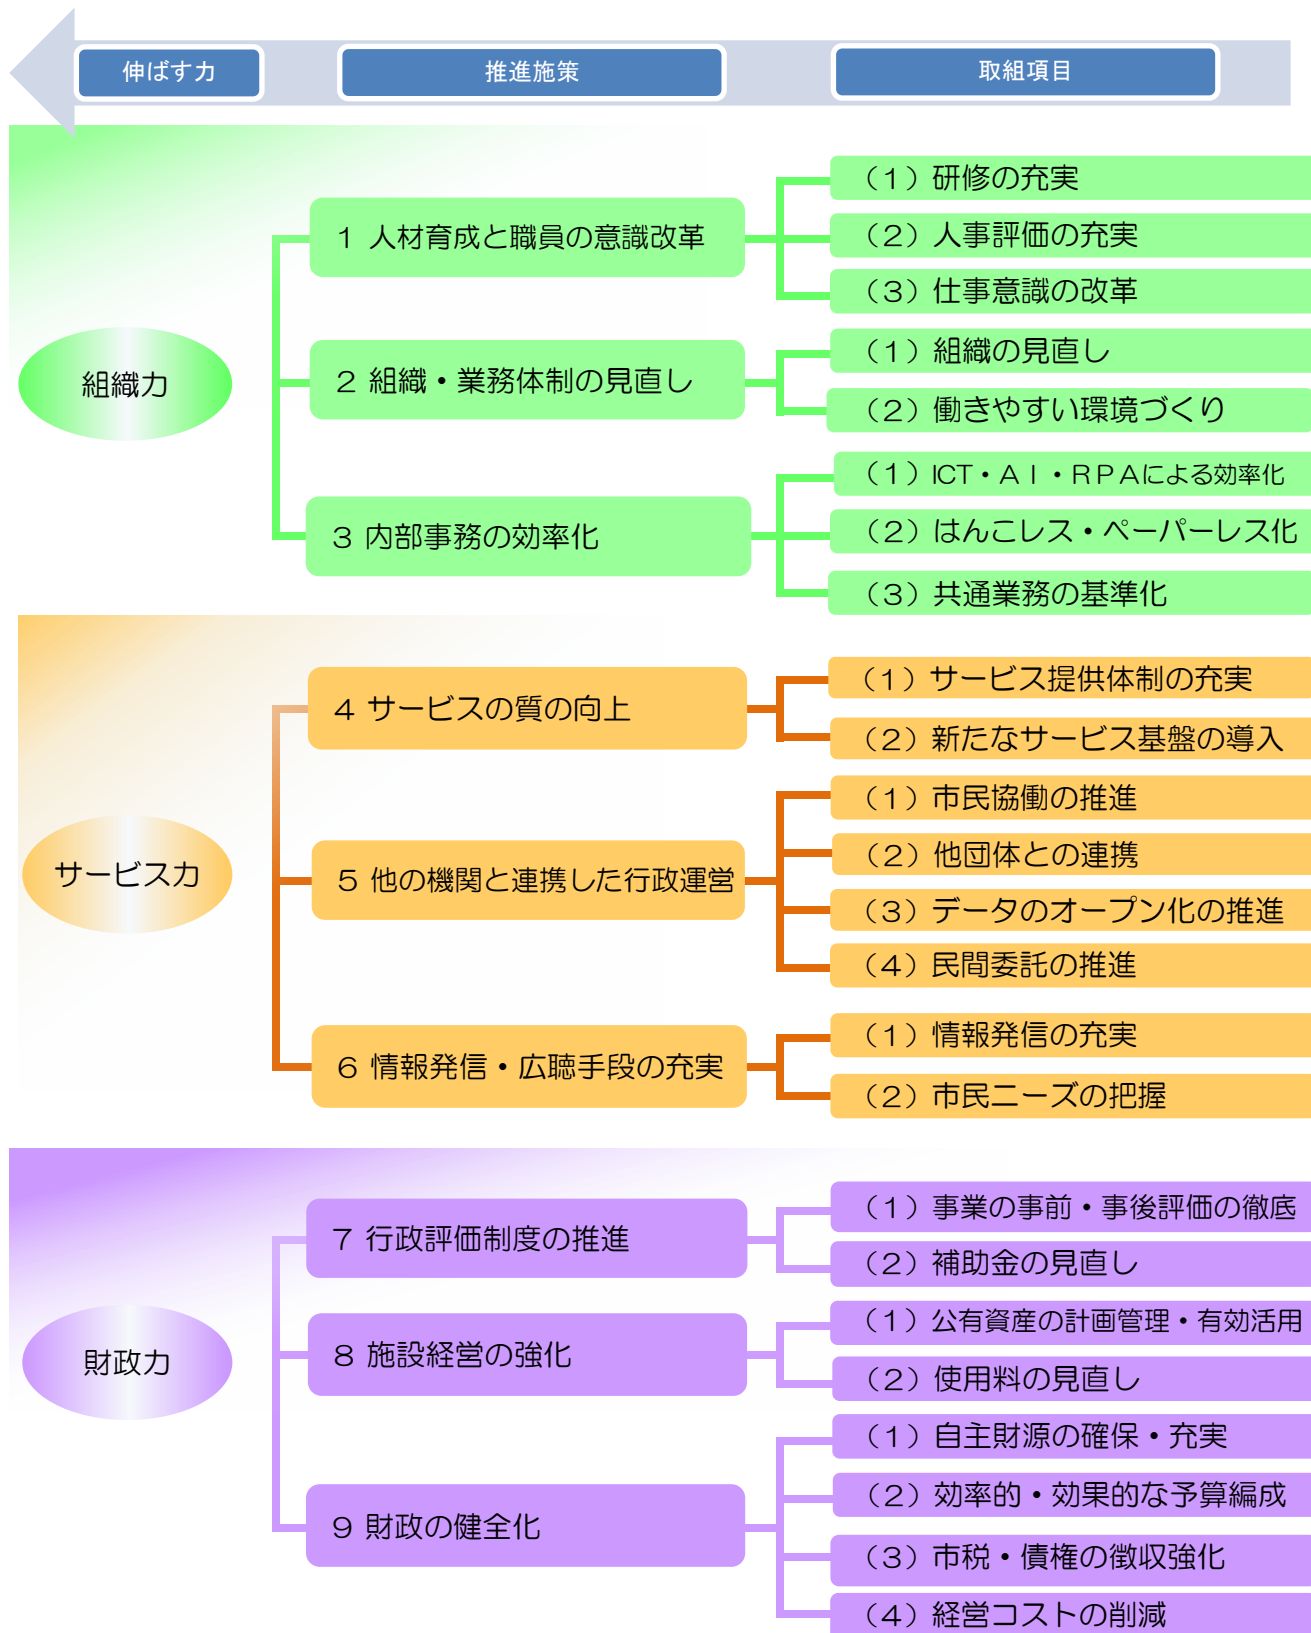 伸ばす力
推進施策
取組項目
組織力
1 人材育成と職員の意識改革
（1）研修の充実
（2）人事評価の充実
（3）仕事意識の改革
2 組織・業務体制の見直し
（1）組織の見直し
（2）働きやすい環境づくり
3 内部事務の効率化
（1）ICT・ＡＩ・ＲＰＡによる効率化
（2）はんこレス・ペーパーレス化
（3）共通業務の基準化
サービス力
4 サービスの質の向上
（1）サービス提供体制の充実
（2）新たなサービス基盤の導入
5 他の機関と連携した行政運営
（1）市民協働の推進
（2）他団体との連携
（3）データのオープン化の推進
（4）民間委託の推進
6 情報発信・広聴手段の充実
（1）情報発信の充実
（2）市民ニーズの把握
財政力
7 行政評価制度の推進
（1）事業の事前・事後評価の徹底
（2）補助金の見直し
8 施設経営の強化
（1）公有資産の計画管理・有効活用
（2）使用料の見直し
9 財政の健全化
（1）自主財源の確保・充実
（2）効率的・効果的な予算編成
（3）市税・債権の徴収強化
（4）経営コストの削減